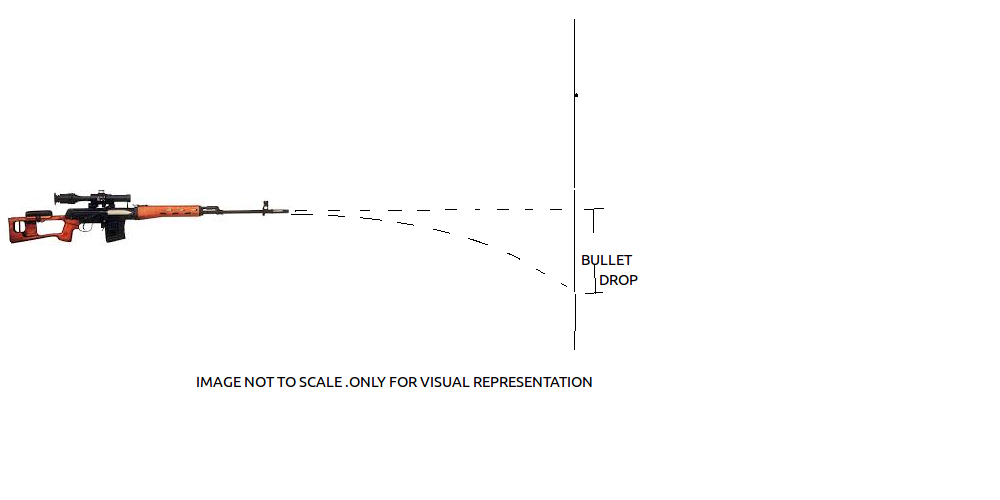 BULLET
DROP
IMAGE NOT TO SCALE .ONLY FOR VISUAL REPRESENTATION